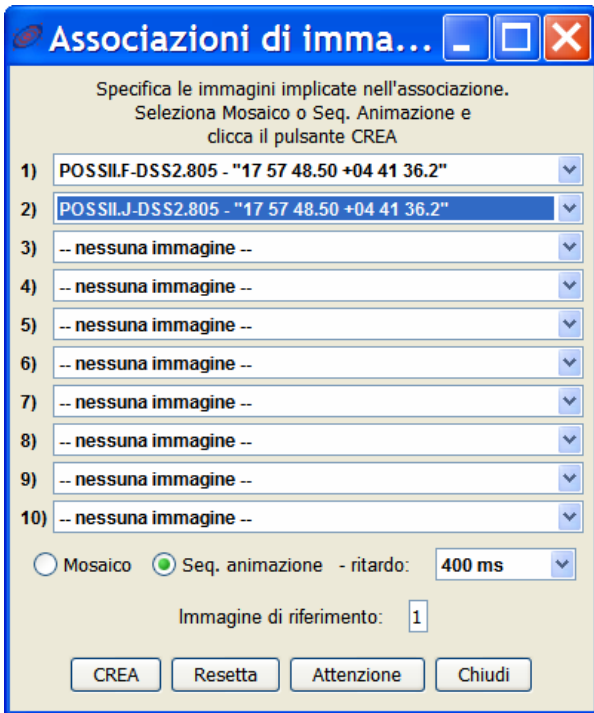 Associazioni di imma...
Specifica le immagini implicate nell'associazione.
Seleziona Mosaico o Seq. Animazione e
clicca il pulsante CREA
1) POSSII.F-DSS2.805 - "17 57 48.50 +04 41 36.2"
2) POSSII.J-DSS2.805 - "17 57 48.50 +04 41 36.2"
3) -- nessuna immagine --
4) -- nessuna immagine --
5) -- nessuna immagine --
6) -- nessuna immagine --
7) -- nessuna immagine --
8) -- nessuna immagine --
9) -- nessuna immagine --
10) -- nessuna immagine --
Mosaico Seq. animazione - ritardo: 400 ms
Immagine di riferimento: 1
CREA Resetta Attenzione Chiudi